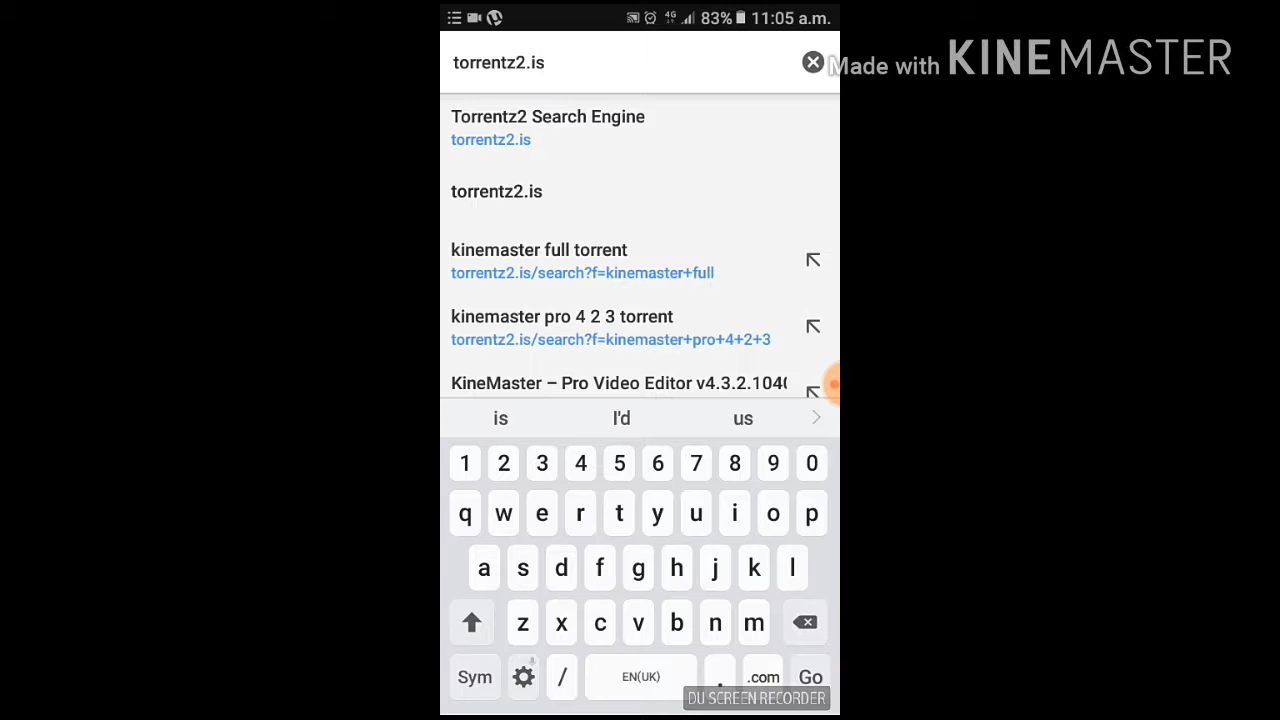 4G 83% 11:05 a.m.
torrentz2.is
Made with KINEMASTER
Torrentz2 Search Engine
torrentz2.is
torrentz2.is
kinemaster full torrent
torrentz2.is/search?f=kinemaster+full
kinemaster pro 4 2 3 torrent
torrentz2.is/search?f=kinemaster+pro+4+2+3
KineMaster – Pro Video Editor v4.3.2.1040
is I'd us
1 2 3 4 5 6 7 8 9 0
q w e r t y u i o p
a s d f g h j k l
z x c v b n m
Sym / EN(UK) . .com Go
DU SCREEN RECORDER